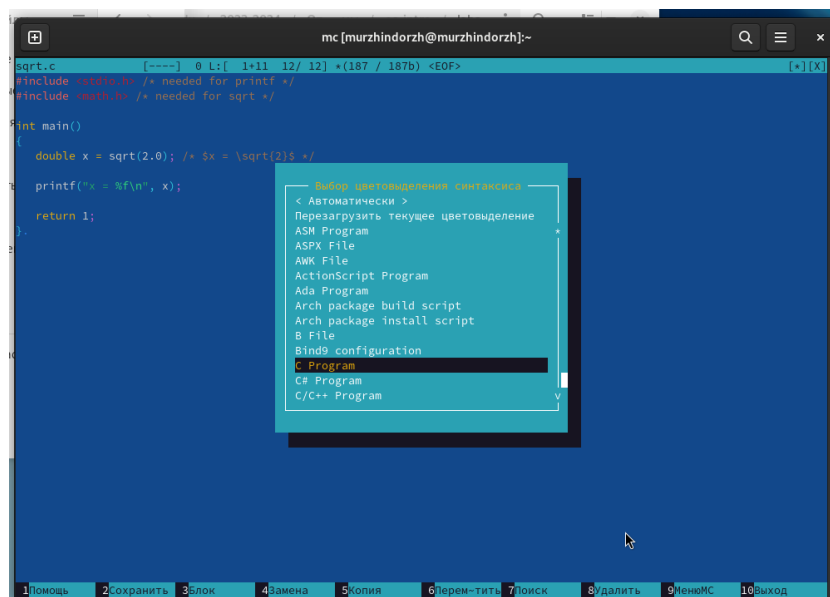 mc [murzhindorzh@murzhindorzh]:~
sqrt.c [----] 0 L:[ 1+11 12/ 12] *(187 / 187b) <EOF> [*][X]
#include <stdio.h> /* needed for printf */
#include <math.h> /* needed for sqrt */
int main()
{
double x = sqrt(2.0); /* $x = \sqrt{2}$ */
printf("x = %f\n", x);
return 1;
}
Выбор цветовыделения синтаксиса
< Автоматически >
Перезагрузить текущее цветовыделение
ASM Program
ASPX File
AWK File
ActionScript Program
Ada Program
Arch package build script
Arch package install script
B File
Bind9 configuration
C Program
C# Program
C/C++ Program
1Помощь 2Сохранить 3Блок 4Замена 5Копия 6Перем~тить 7Поиск 8Удалить 9МенюMC 10Выход